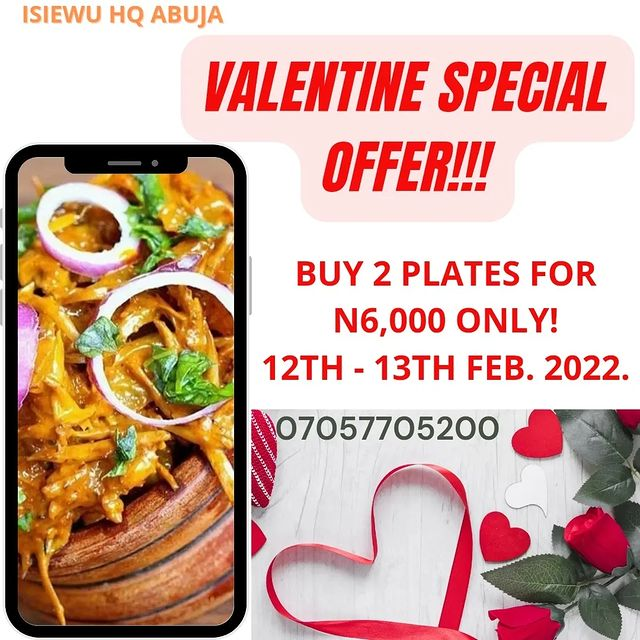 ISIEWU HQ ABUJA
VALENTINE SPECIAL
OFFER!!!
BUY 2 PLATES FOR
N6,000 ONLY!
12TH - 13TH FEB. 2022.
07057705200